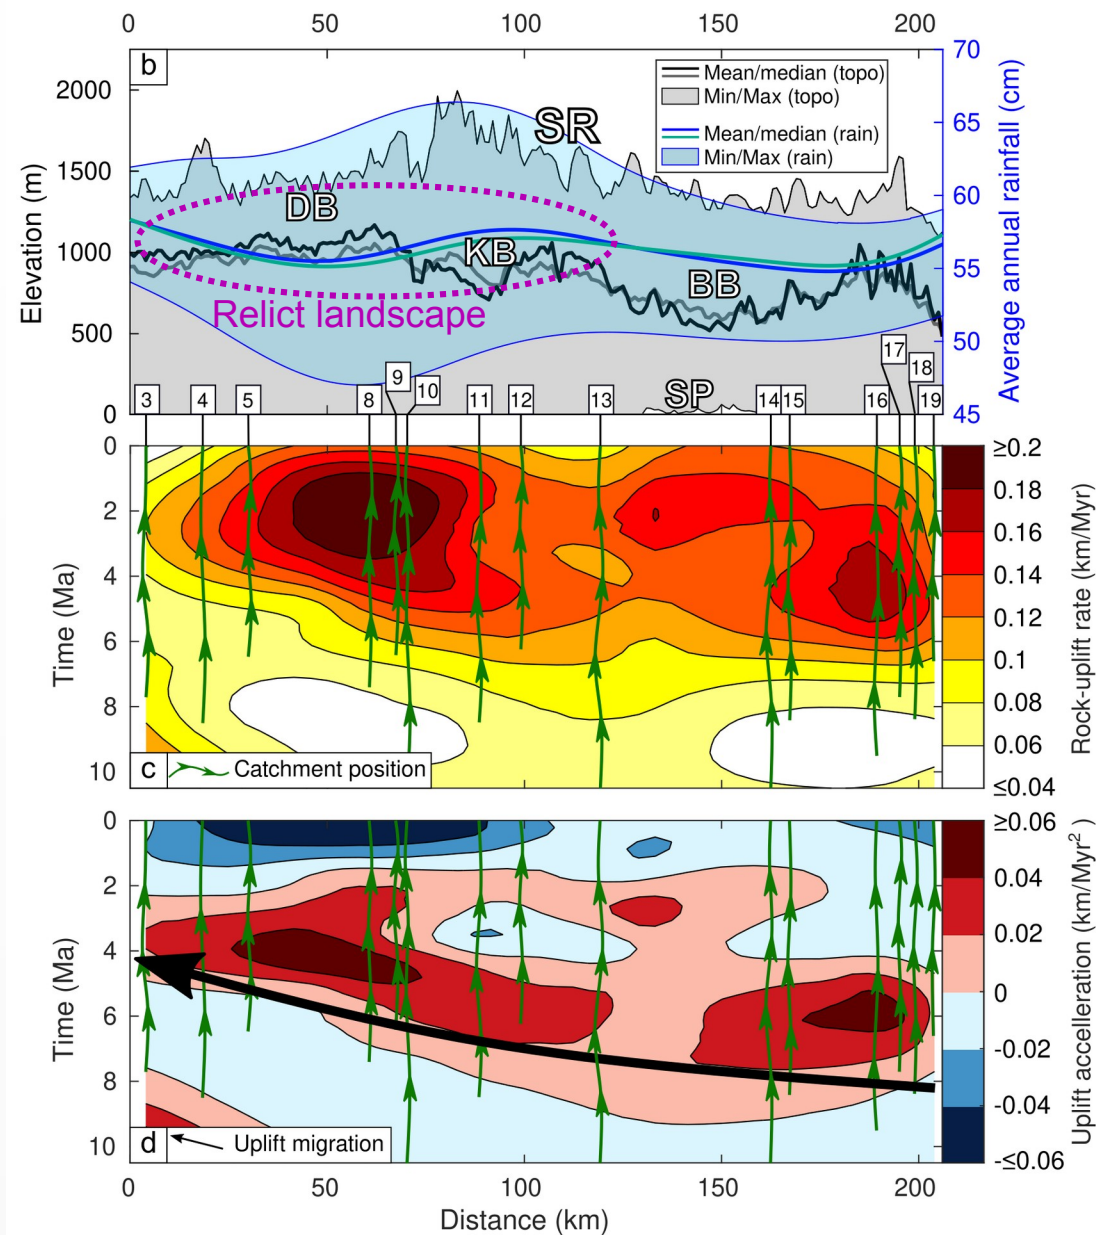 0 50 100 150 200
b
2000
1500
1000
500
0
Elevation (m)
70
65
60
55
50
45
Average annual rainfall (cm)
Mean/median (topo)
Min/Max (topo)
Mean/median (rain)
Min/Max (rain)
SR
DB
KB
BB
Relict landscape
SP
17
9
18
10
3 4 5 8 11 12 13 14 15 16 19
0
2
4
6
8
10
Time (Ma)
c Catchment position
≥0.2
0.18
0.16
0.14
0.12
0.1
0.08
0.06
≤0.04
Rock-uplift rate (km/Myr)
0
2
4
6
8
10
Time (Ma)
d Uplift migration
≥0.06
0.04
0.02
0
-0.02
-0.04
-≤0.06
Uplift accelleration (km/Myr²)
0 50 100 150 200
Distance (km)